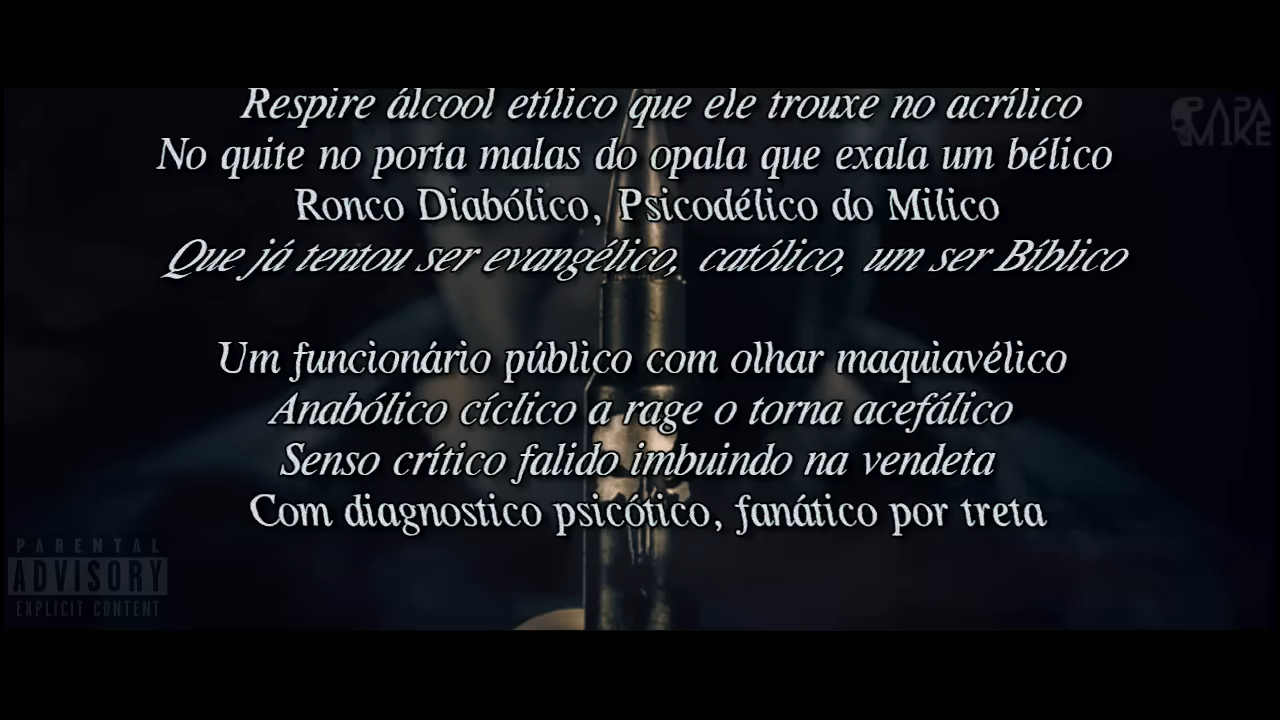 Respire álcool etílico que ele trouxe no acrílico
No quite no porta malas do opala que exala um bélico
Ronco Diabólico, Psicodélico do Milico
Que já tentou ser evangélico, católico, um ser Bíblico
Um funcionário público com olhar maquiavélico
Anabólico cíclico a rage o torna acefálico
Senso crítico falido imbuindo na vendeta
Com diagnostico psicótico, fanático por treta
PAPA
MIKE
PARENTAL
ADVISORY
EXPLICIT CONTENT